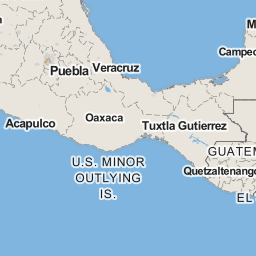 M
Campec
Puebla
Veracruz
Oaxaca
Acapulco
Tuxtla Gutierrez
GUATEM
U.S. MINOR
OUTLYING
IS.
Quetzaltenango
EL